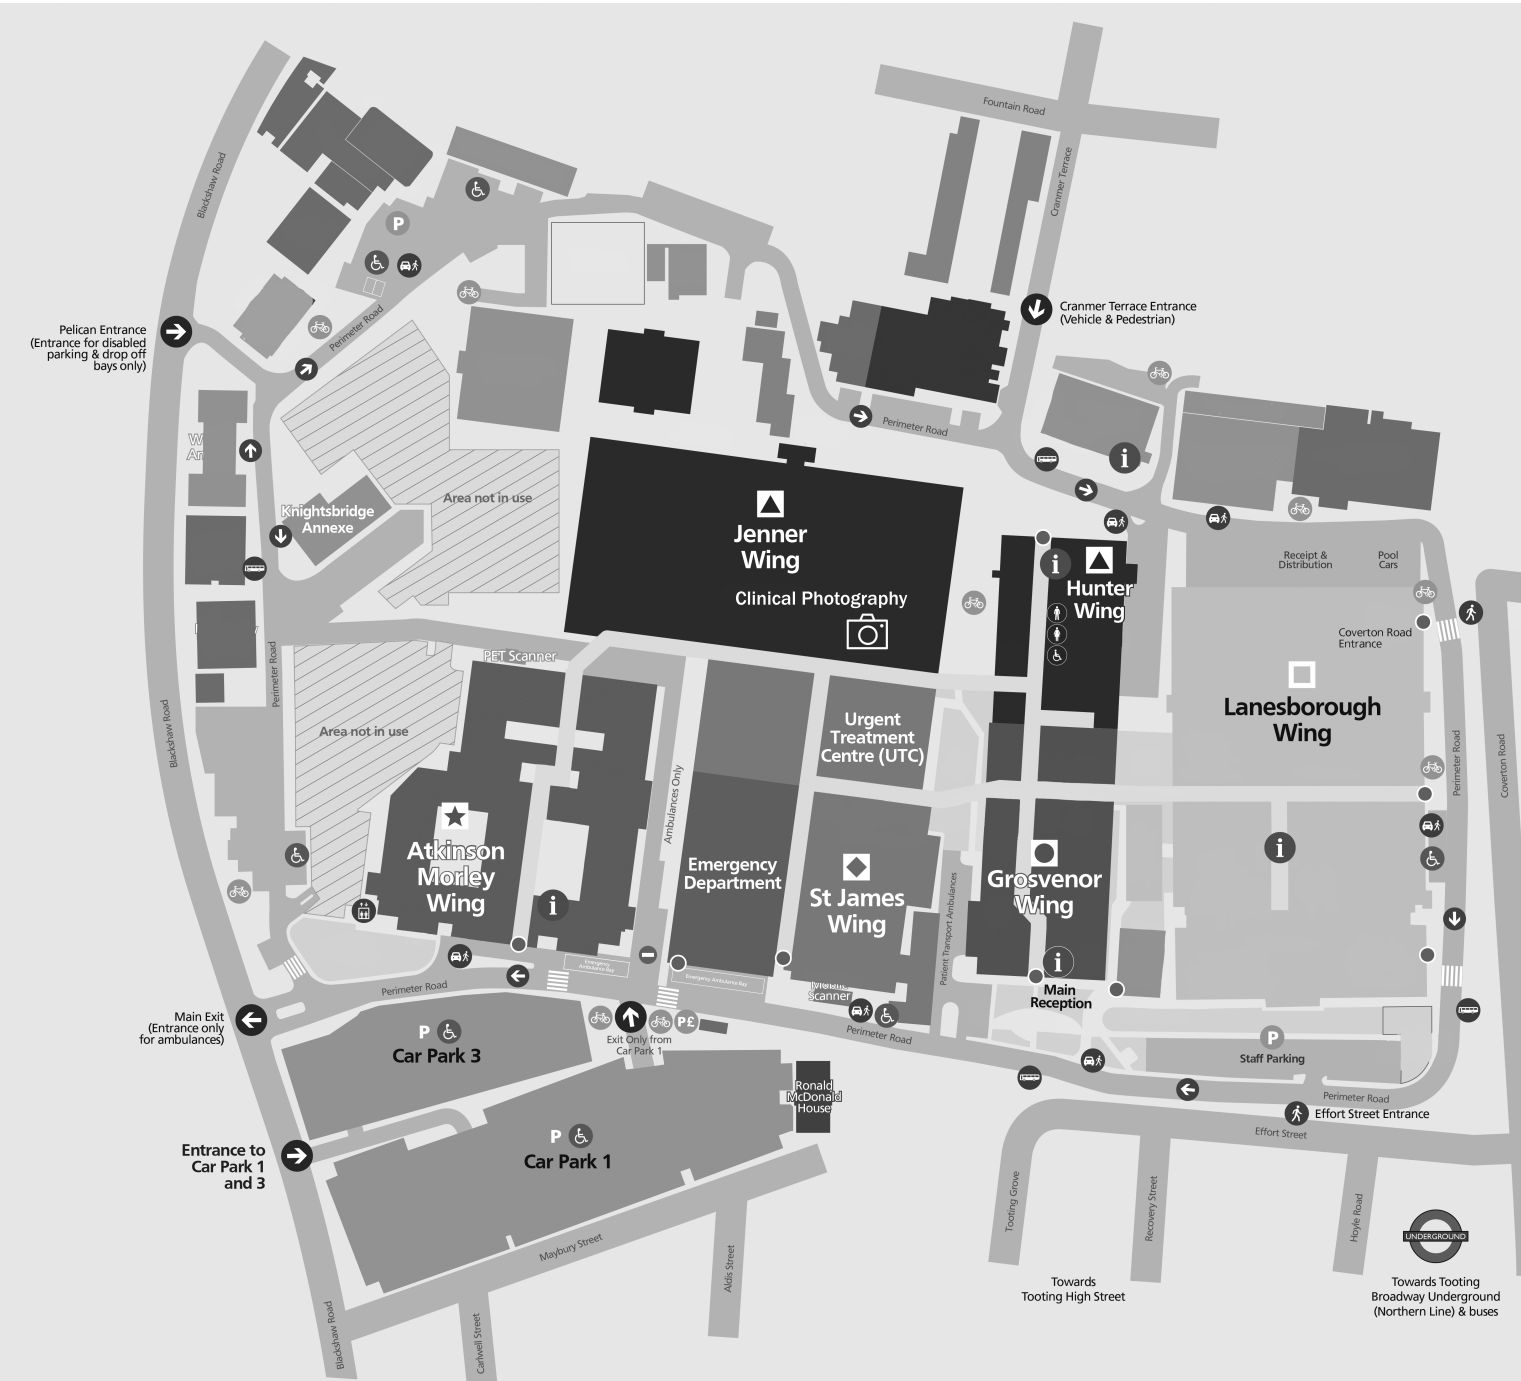 Fountain Road
Blackshaw Road
Cranmer Terrace
P
Cranmer Terrace Entrance
(Vehicle & Pedestrian)
Pelican Entrance
(Entrance for disabled
parking & drop off
bays only)
Perimeter Road
Perimeter Road
i
Area not in use
Knightsbridge
Annexe
Jenner
Wing
Clinical Photography
i
Hunter
Wing
Receipt &
Distribution
Pool
Cars
Coverton Road
Entrance
PET Scanner
Perimeter Road
Blackshaw Road
Area not in use
Urgent
Treatment
Centre (UTC)
Lanesborough
Wing
Perimeter Road
Coverton Road
Ambulances Only
Atkinson
Morley
Wing
i
Emergency
Department
St James
Wing
Grosvenor
Wing
i
i
Patient Transport Ambulances
Main
Reception
Emergency
Ambulance Bay
Emergency Ambulance Bay
Scanner
Perimeter Road
Perimeter Road
Main Exit
(Entrance only
for ambulances)
P
Car Park 3
P£
Exit Only from
Car Park 1
P
Staff Parking
Perimeter Road
Effort Street Entrance
Effort Street
Ronald
McDonald
House
Entrance to
Car Park 1
and 3
P
Car Park 1
Maybury Street
Aldis Street
Carlwell Street
Blackshaw Road
Tooting Grove
Recovery Street
Hoyle Road
UNDERGROUND
Towards
Tooting High Street
Towards Tooting
Broadway Underground
(Northern Line) & buses